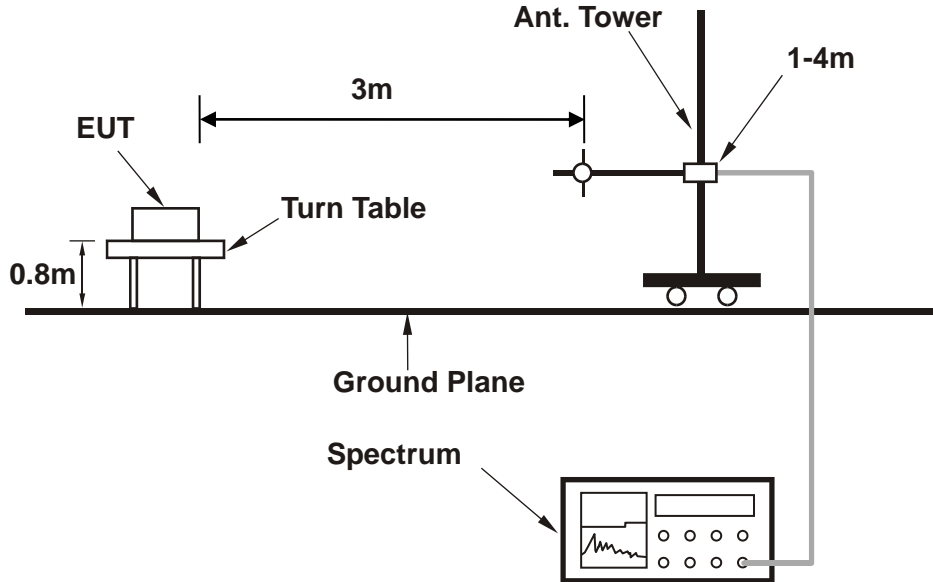 Ant. Tower
1-4m
3m
EUT
Turn Table
0.8m
Ground Plane
Spectrum